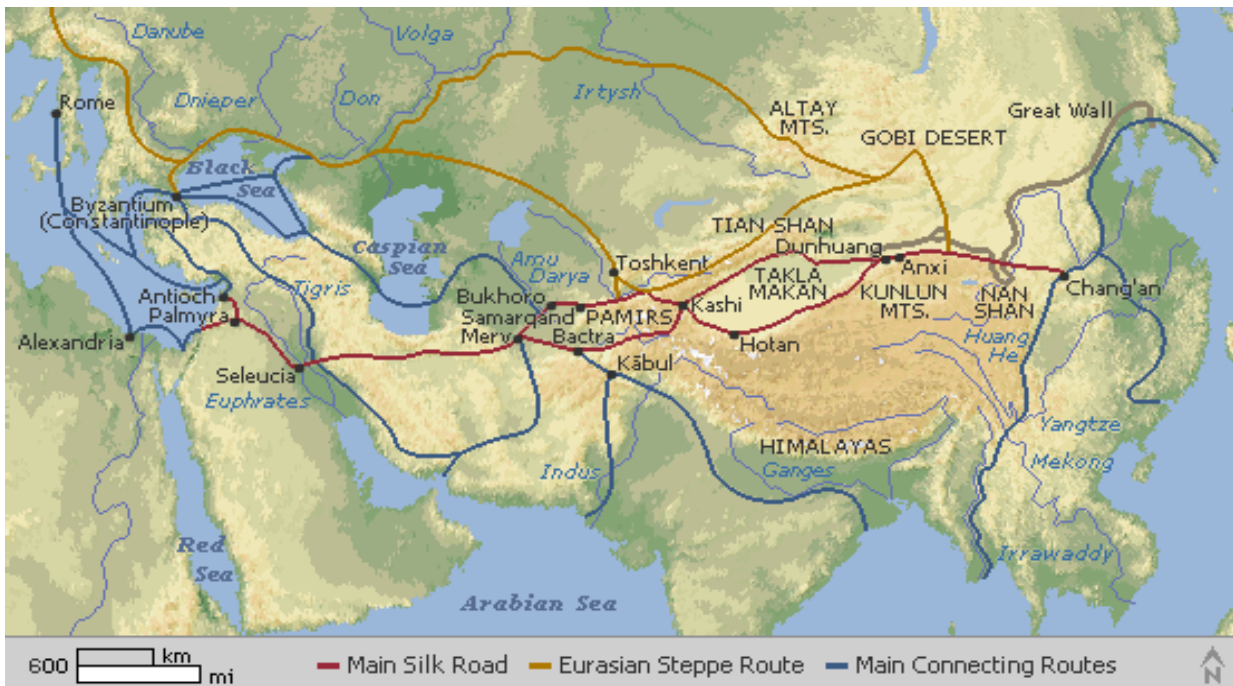 Danube
Volga
Rome
Dnieper
Don
Irtysh
ALTAY
MTS.
Great Wall
GOBI DESERT
Black
Sea
Byzantium
(Constantinople)
Caspian
Sea
TIAN SHAN
Dunhuang
Amu
Darya
Toshkent
TAKLA
MAKAN
Anxi
Tigris
Antioch
Bukhoro
Kashi
KUNLUN
MTS.
NAN
SHAN
Chang'an
Palmyra
Samarqand
PAMIRS
Alexandria
Merv
Bactra
Hotan
Huang
He
Seleucia
Kābul
Euphrates
Yangtze
HIMALAYAS
Indus
Ganges
Mekong
Red
Sea
Irrawaddy
Arabian Sea
600
km
mi
Main Silk Road
Eurasian Steppe Route
Main Connecting Routes
N